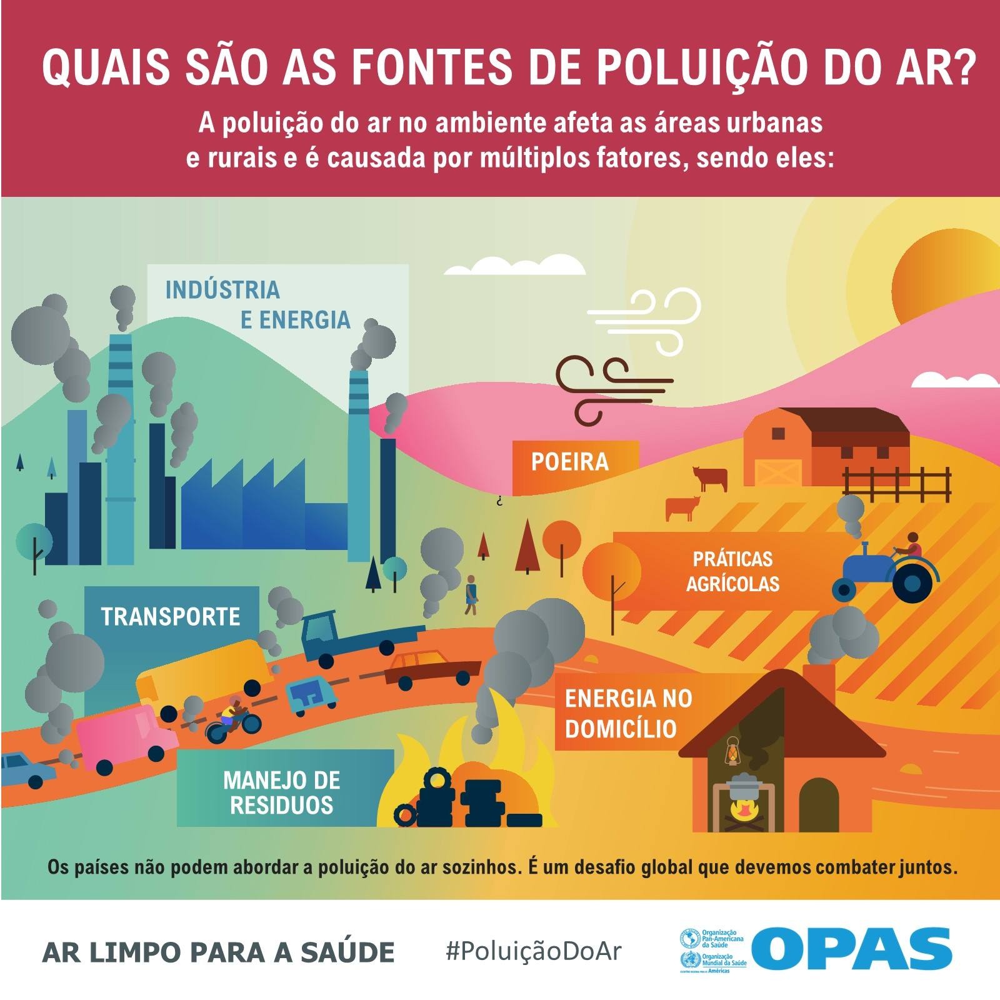 QUAIS SÃO AS FONTES DE POLUIÇÃO DO AR?
A poluição do ar no ambiente afeta as áreas urbanas
e rurais e é causada por múltiplos fatores, sendo eles:
INDÚSTRIA
E ENERGIA
POEIRA
¿
PRÁTICAS
AGRÍCOLAS
TRANSPORTE
ENERGIA NO
DOMICÍLIO
MANEJO DE
RESIDUOS
Os países não podem abordar a poluição do ar sozinhos. É um desafio global que devemos combater juntos.
AR LIMPO PARA A SAÚDE
#PoluiçãoDoAr
Organização
Pan-Americana
da Saúde
Organização
Mundial da Saúde
Américas
OPAS